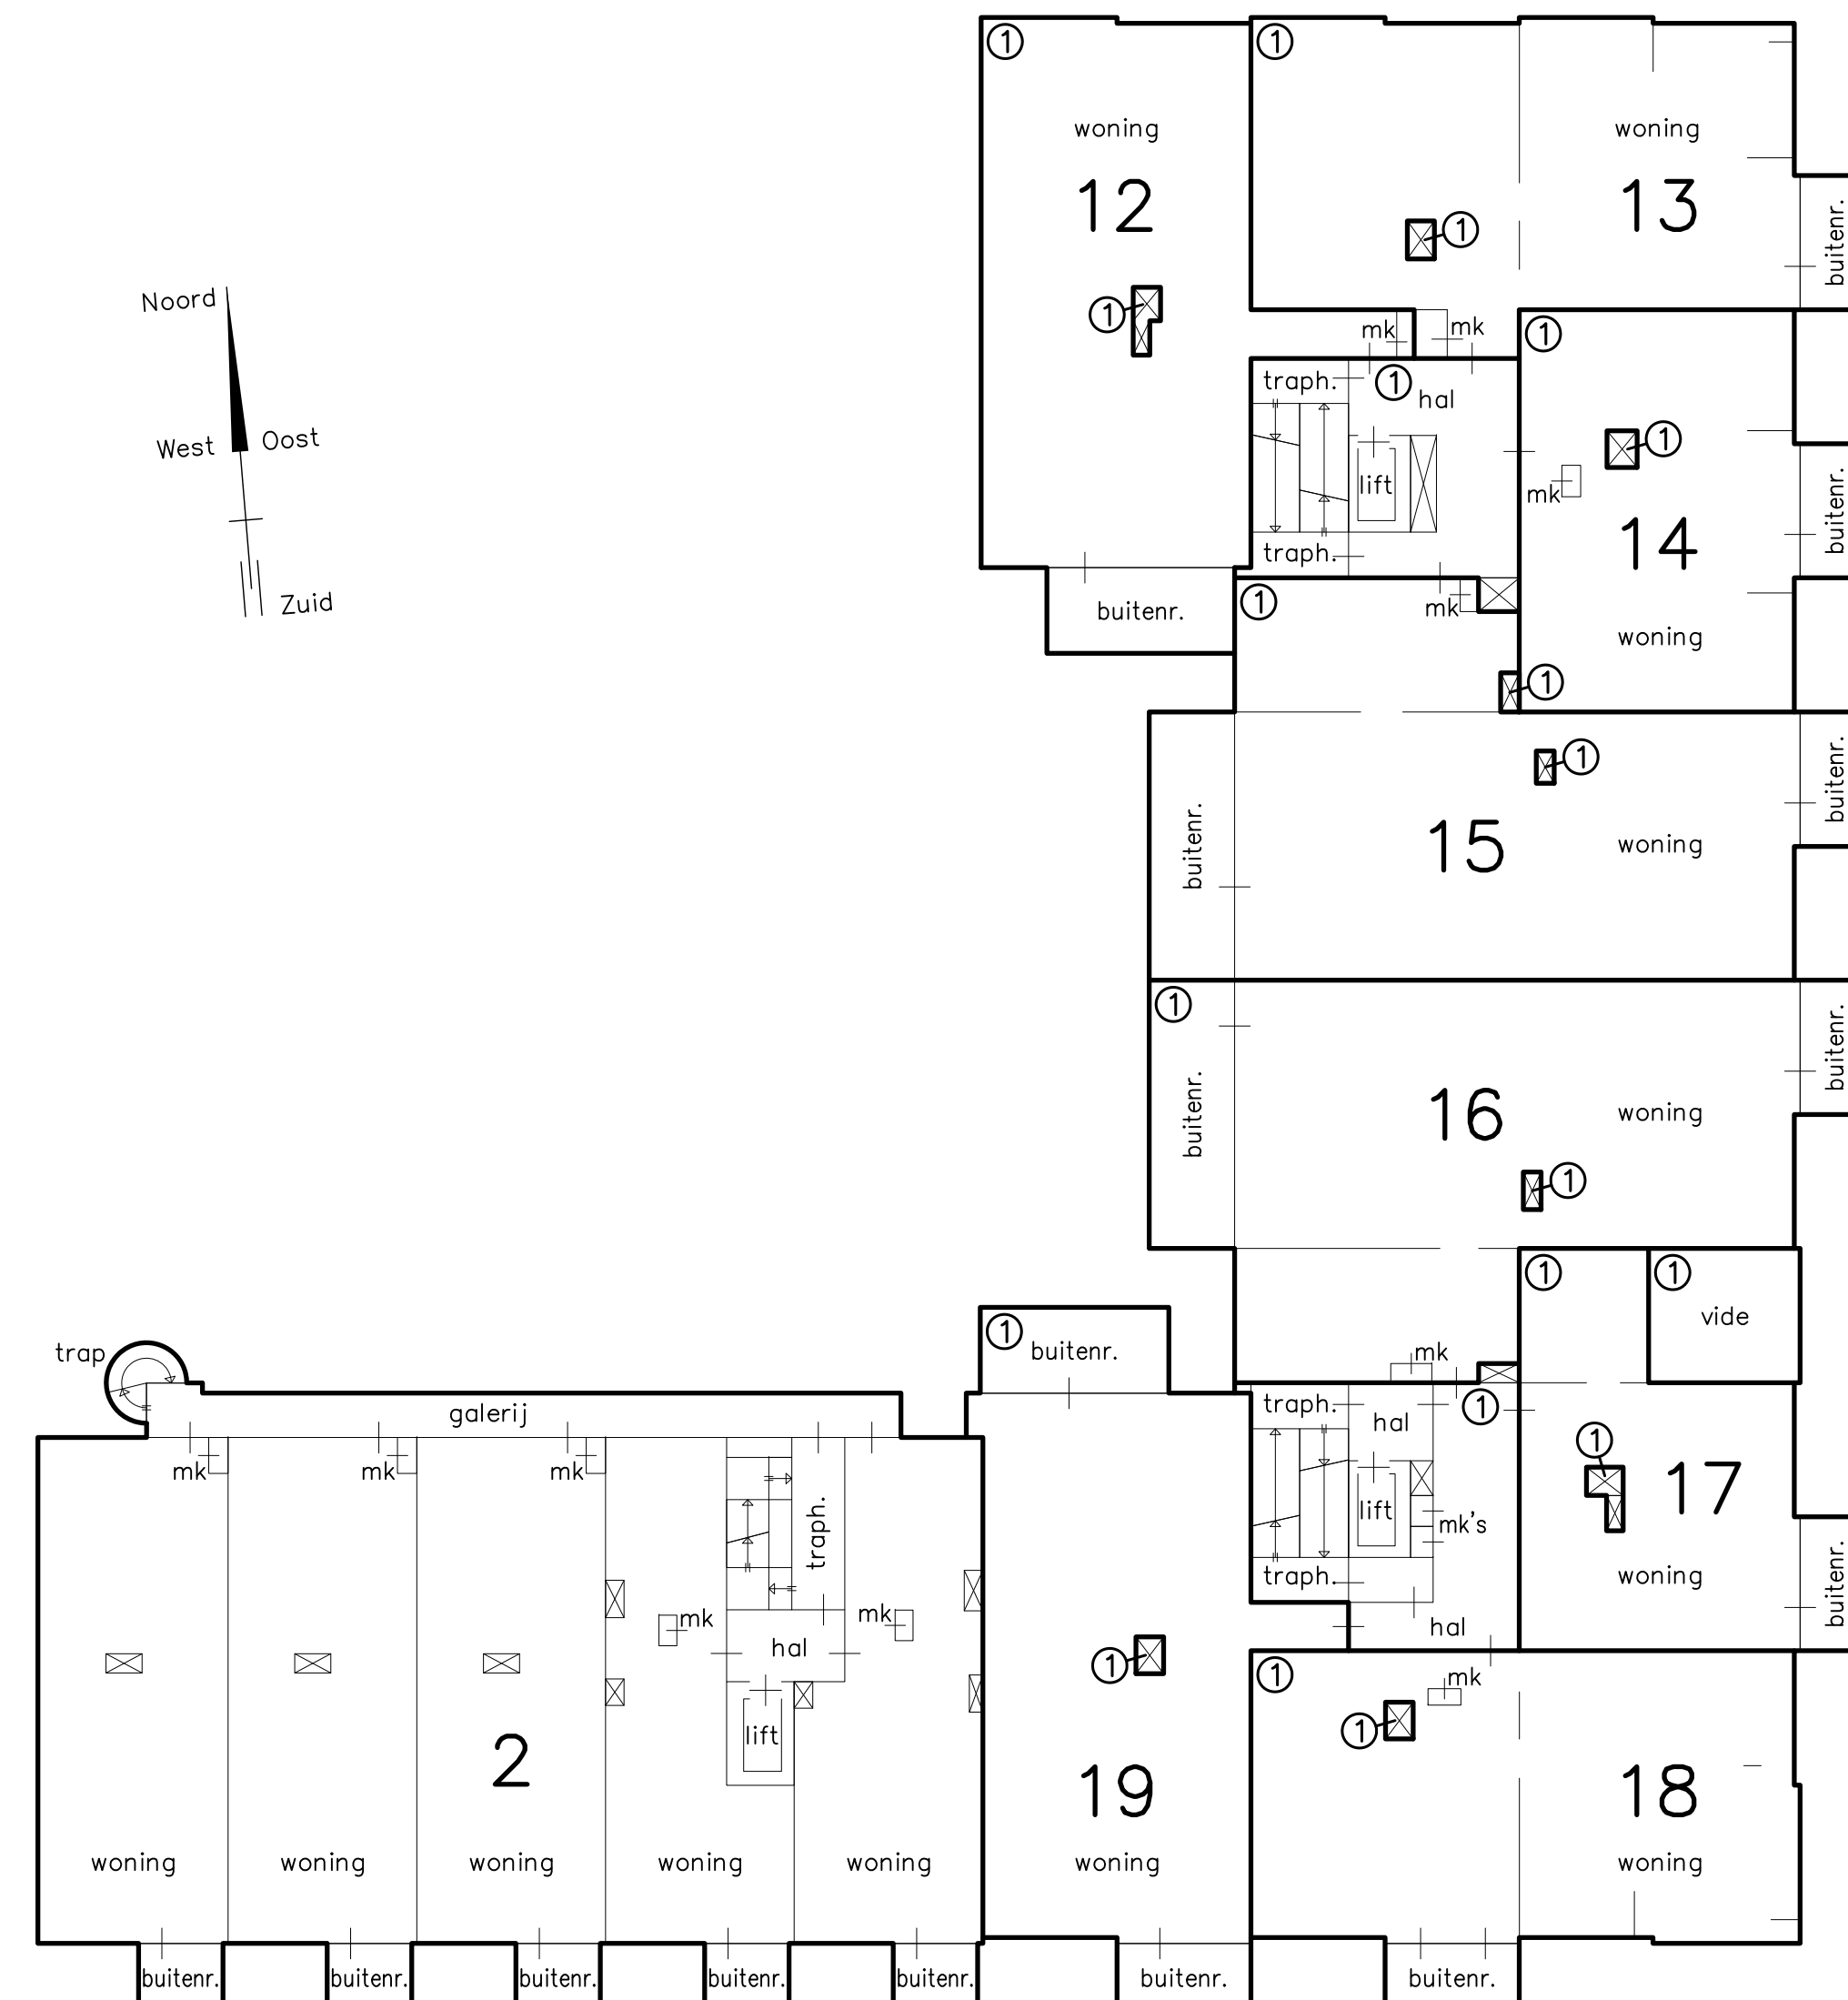 1
1
woning
woning
12
13
1
1
buitenr.
Noord
West
Oost
Zuid
mk
mk
1
traph.
1
hal
1
lift
mk
14
buitenr.
traph.
buitenr.
1
mk
woning
1
1
15
woning
buitenr.
buitenr.
1
16
woning
buitenr.
buitenr.
1
1
1
vide
trap
1
buitenr.
mk
galerij
traph.
hal
1
mk
mk
mk
1
17
traph.
lift
mk's
traph.
woning
buitenr.
mk
mk
hal
hal
1
1
mk
lift
1
2
19
18
woning
woning
woning
woning
woning
woning
woning
buitenr.
buitenr.
buitenr.
buitenr.
buitenr.
buitenr.
buitenr.